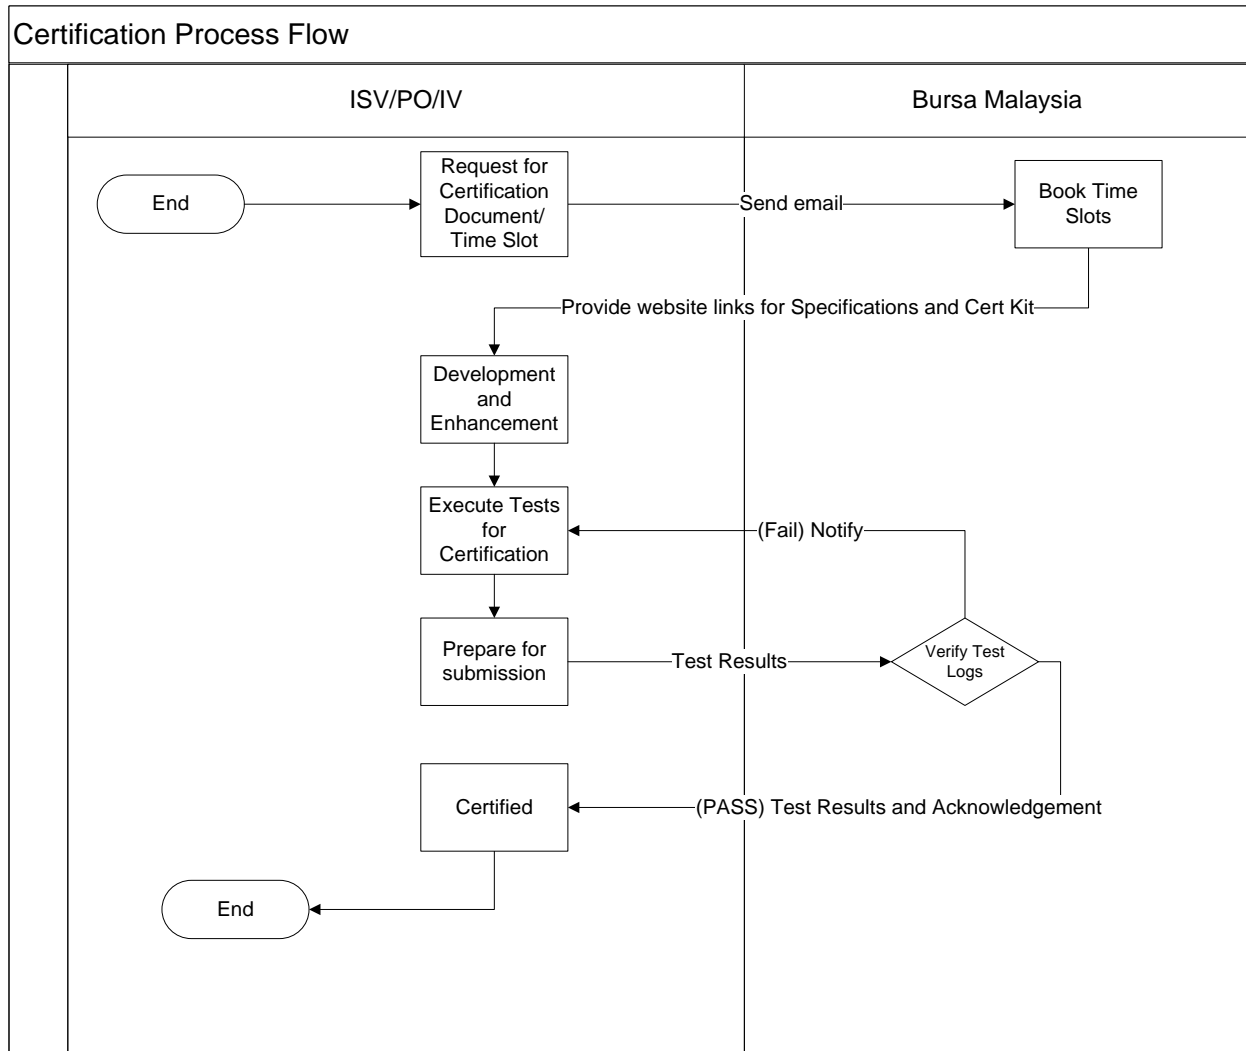 Certification Process Flow
ISV/PO/IV
Bursa Malaysia
End
Request for
Certification
Document/
Time Slot
Send email
Book Time
Slots
Provide website links for Specifications and Cert Kit
Development
and
Enhancement
Execute Tests
for
Certification
(Fail) Notify
Prepare for
submission
Test Results
Verify Test
Logs
Certified
(PASS) Test Results and Acknowledgement
End